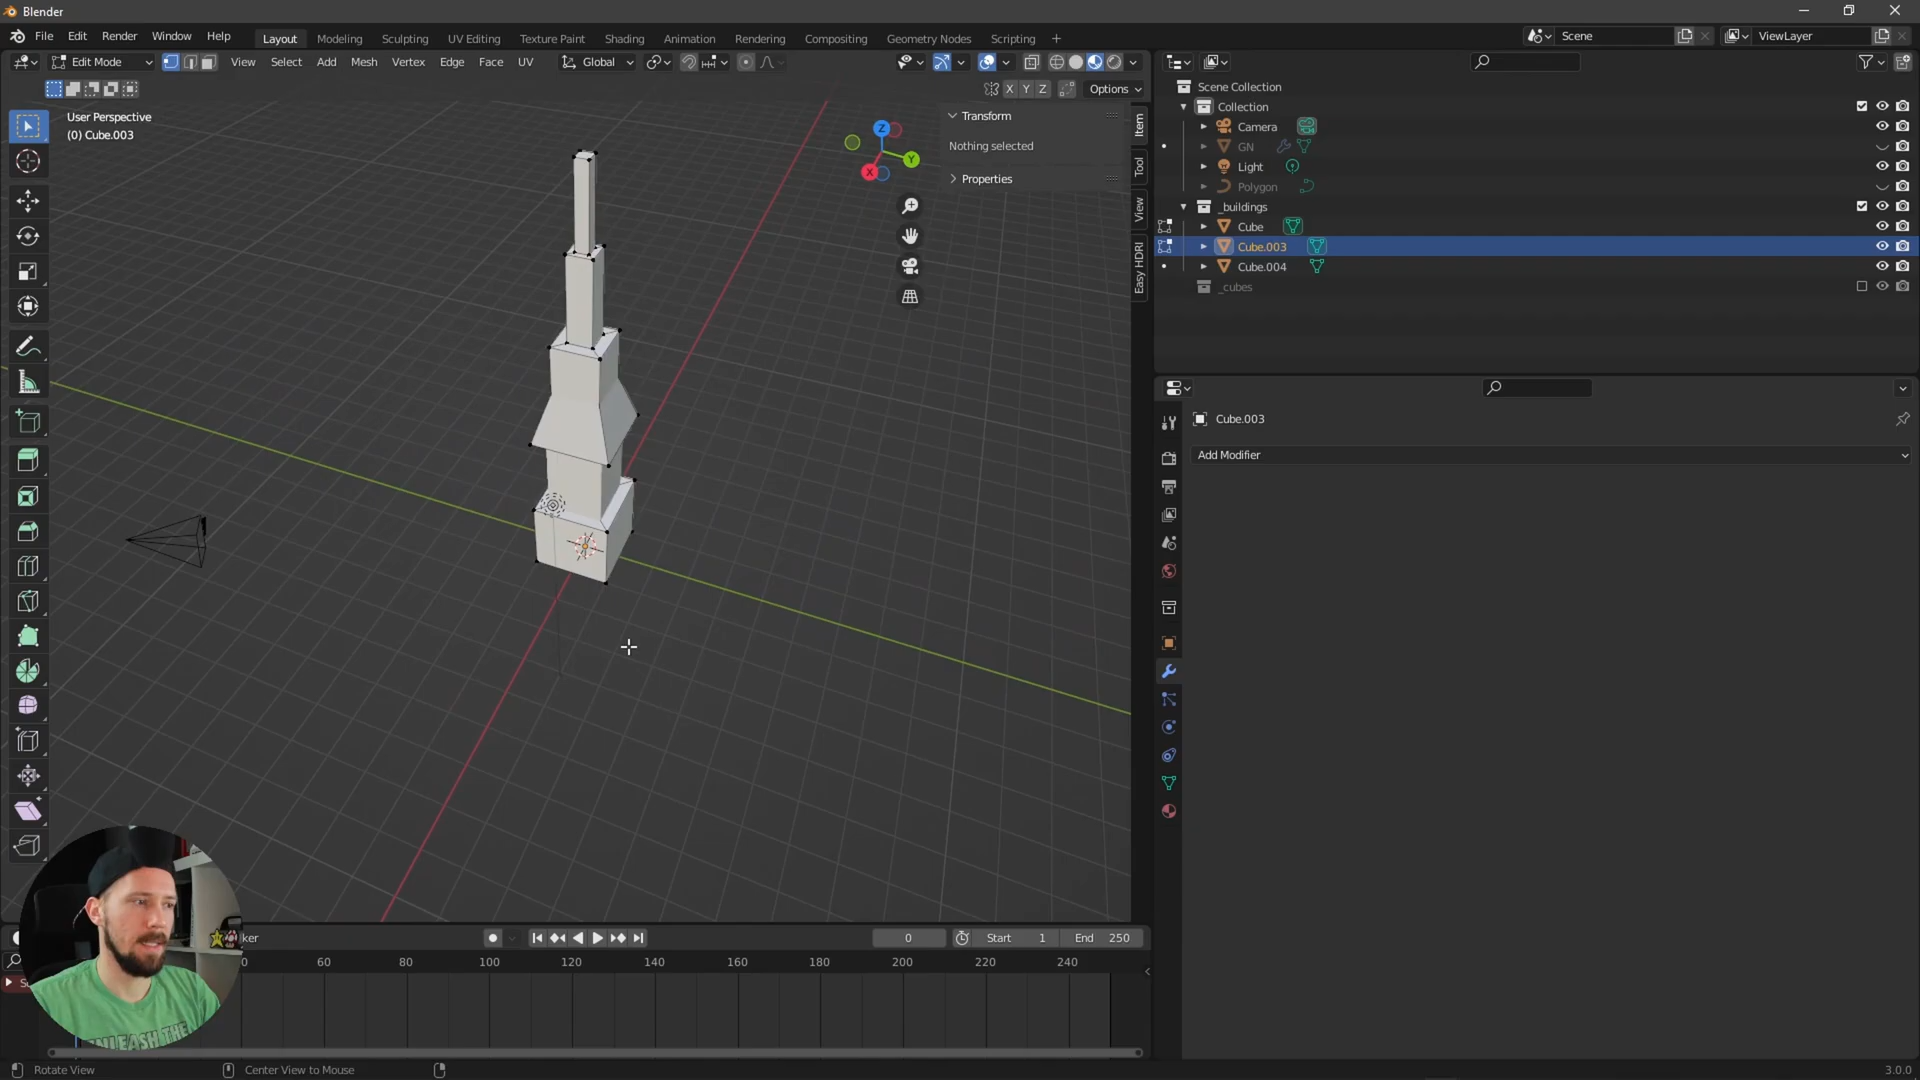 Blender
File Edit Render Window Help Layout Modeling Sculpting UV Editing Texture Paint Shading Animation Rendering Compositing Geometry Nodes Scripting + Scene ViewLayer
Edit Mode View Select Add Mesh Vertex Edge Face UV Global
X Y Z Options
User Perspective
(0) Cube.003
Transform
Nothing selected
Properties
Item
Tool
View
Easy HDRI
Z
Y
X
Scene Collection
Collection
Camera
GN
Light
Polygon
_buildings
Cube
Cube.003
Cube.004
_cubes
Cube.003
Add Modifier
ker 0 Start 1 End 250
0 60 80 100 120 140 160 180 200 220 240
UNLEASH THE
Rotate View Center View to Mouse 3.0.0